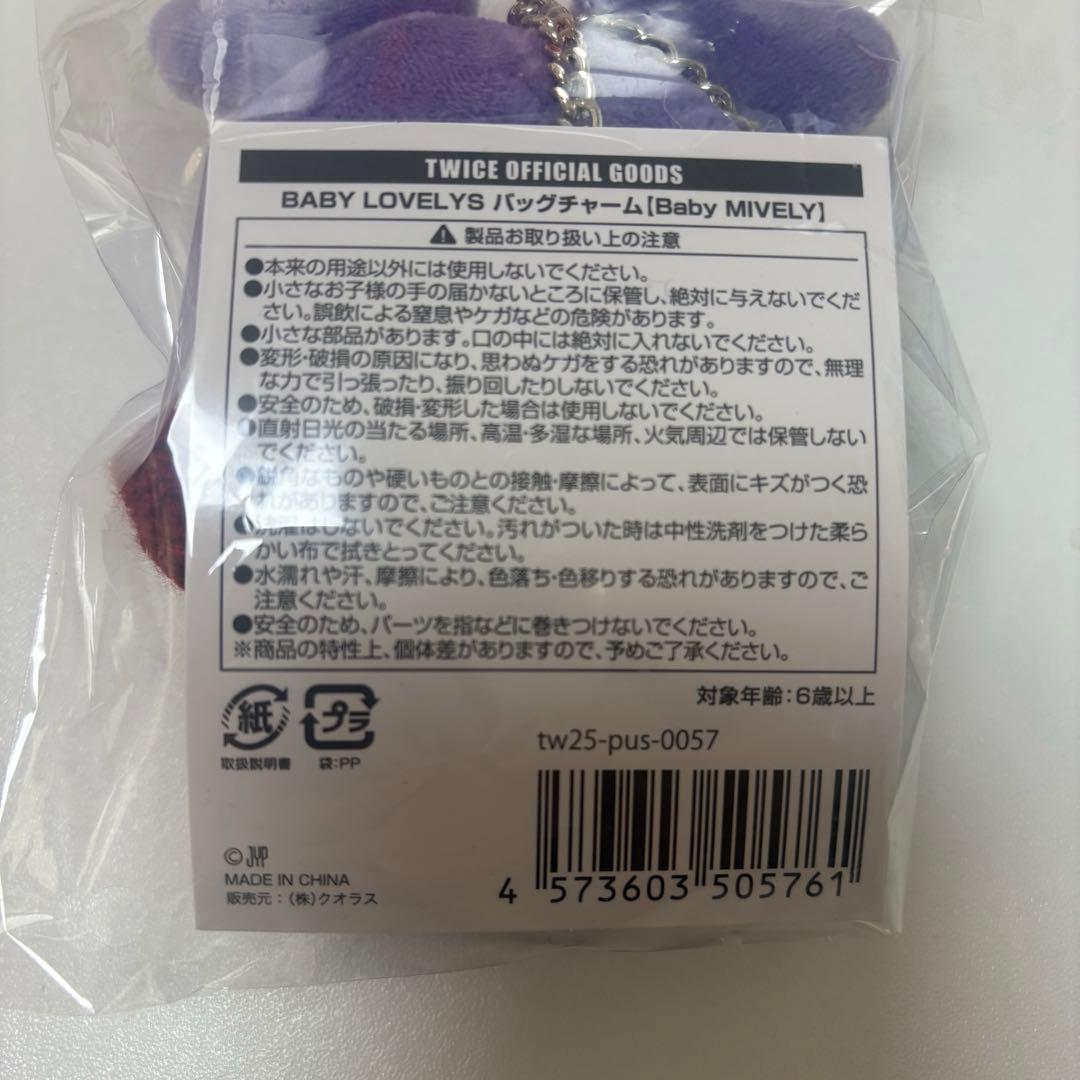 TWICE OFFICIAL GOODS
BABY LOVELYS バッグチャーム【Baby MIVELY】
⚠ 製品お取り扱い上の注意
●本来の用途以外には使用しないでください。
●小さなお子様の手の届かないところに保管し、絶対に与えないでくだ
さい。誤飲による窒息やケガなどの危険があります。
●小さな部品があります。口の中には絶対に入れないでください。
●変形・破損の原因になり、思わぬケガをする恐れがありますので、無理
な力で引っ張ったり、振り回したりしないでください。
●安全のため、破損・変形した場合は使用しないでください。
●直射日光の当たる場所、高温・多湿な場所、火気周辺では保管しない
でください。
●鋭角なものや硬いものとの接触・摩擦によって、表面にキズがつく恐
れがありますので、ご注意ください。
●洗濯はしないでください。汚れがついた時は中性洗剤をつけた柔ら
かい布で拭きとってください。
●水濡れや汗、摩擦により、色落ち・色移りする恐れがありますので、ご
注意ください。
●安全のため、パーツを指などに巻きつけないでください。
※商品の特性上、個体差がありますので、予めご了承ください。
対象年齢：6歳以上
紙 プラ
取扱説明書 袋：PP
tw25-pus-0057
4 573603 505761
© JYP
MADE IN CHINA
販売元：（株）クオラス